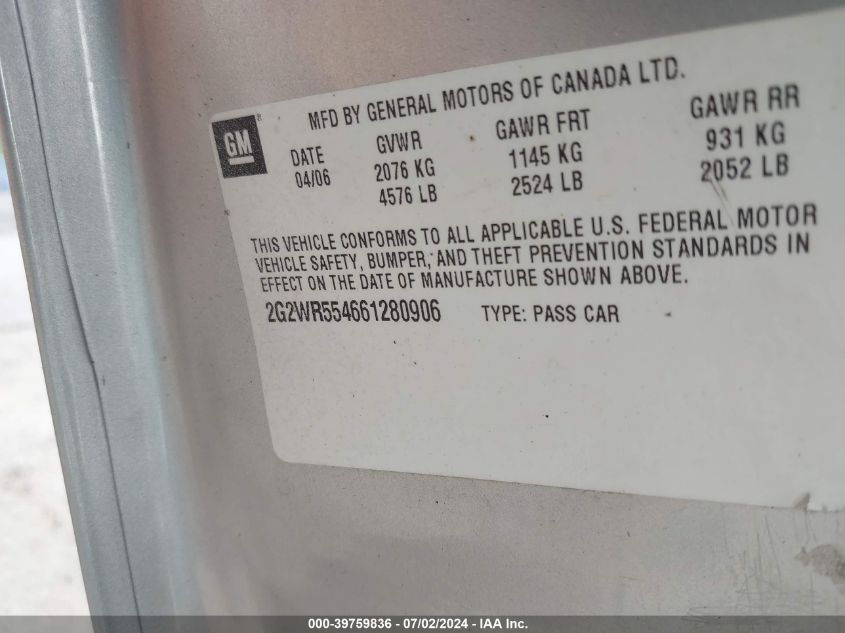 GM
MFD BY GENERAL MOTORS OF CANADA LTD.
DATE GVWR GAWR FRT GAWR RR
04/06 2076 KG 1145 KG 931 KG
4576 LB 2524 LB 2052 LB
THIS VEHICLE CONFORMS TO ALL APPLICABLE U.S. FEDERAL MOTOR
VEHICLE SAFETY, BUMPER, AND THEFT PREVENTION STANDARDS IN
EFFECT ON THE DATE OF MANUFACTURE SHOWN ABOVE.
2G2WR554661280906 TYPE: PASS CAR
000-39759836 - 07/02/2024 - IAA Inc.